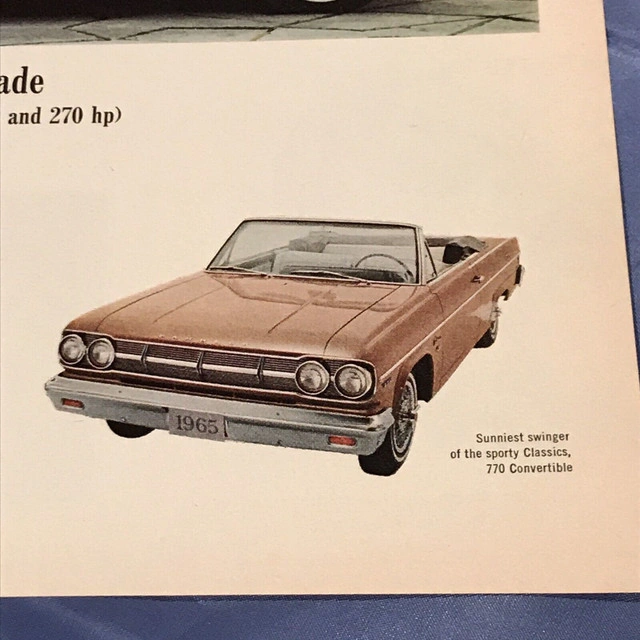 ade
and 270 hp)
1965
Sunniest swinger
of the sporty Classics,
770 Convertible